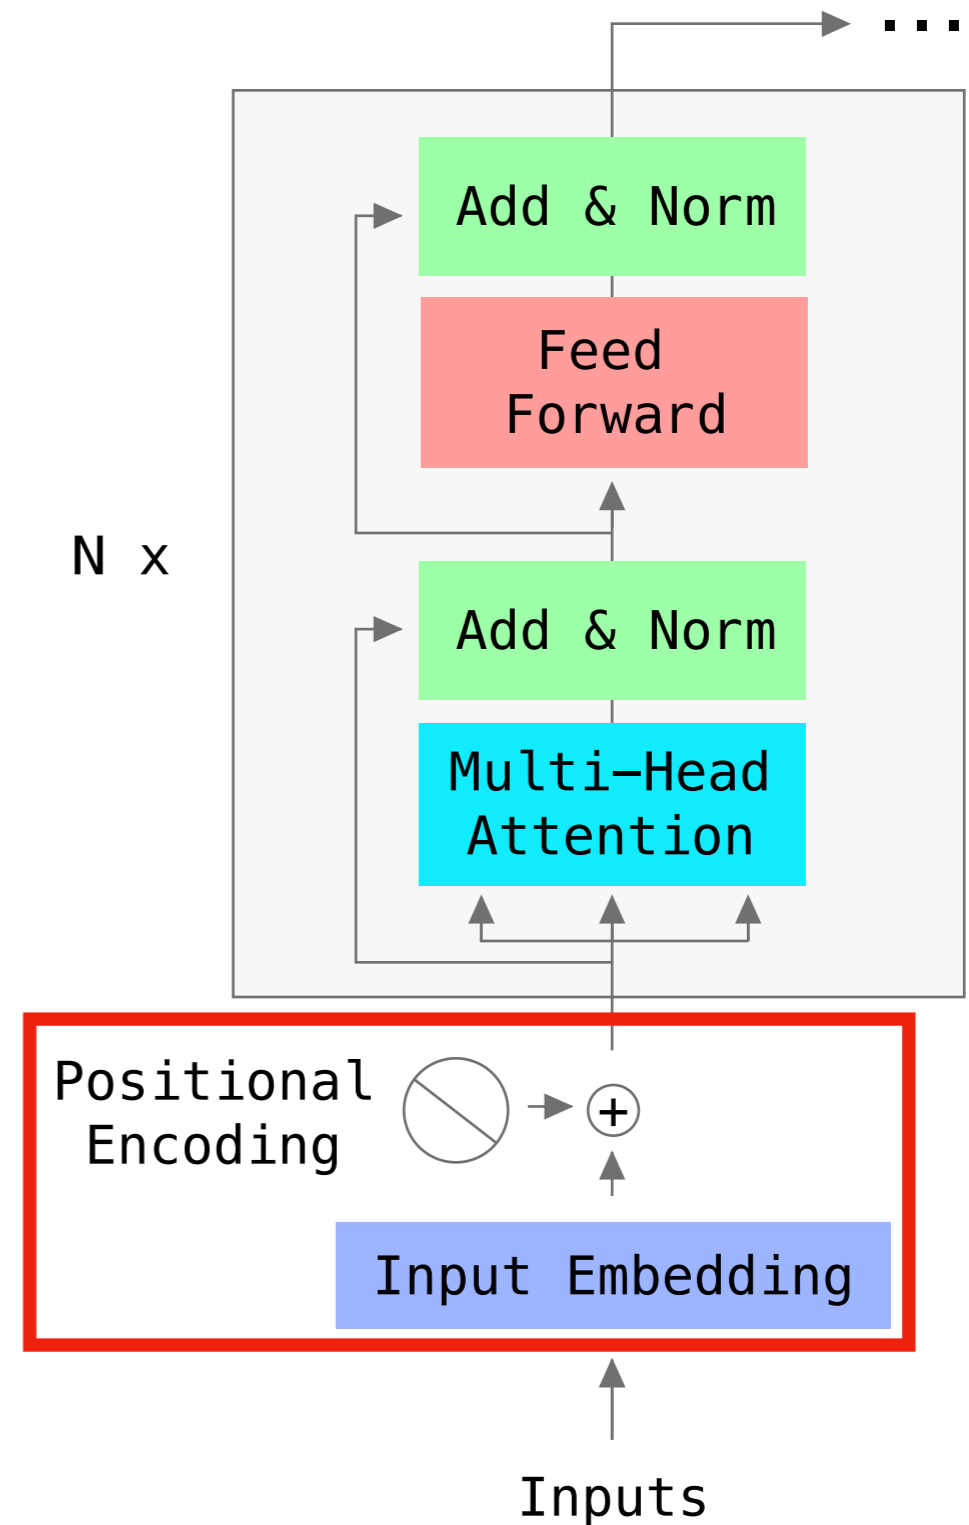 ...
Add & Norm
Feed
Forward
N x
Add & Norm
Multi-Head
Attention
Positional
Encoding
+
Input Embedding
Inputs